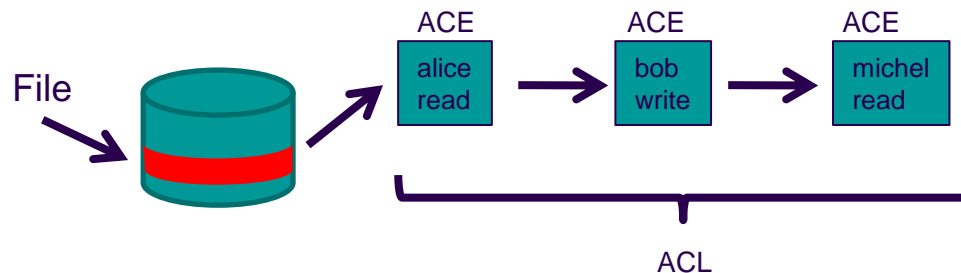 ACE
ACE
ACE
File
alice
read
bob
write
michel
read
ACL